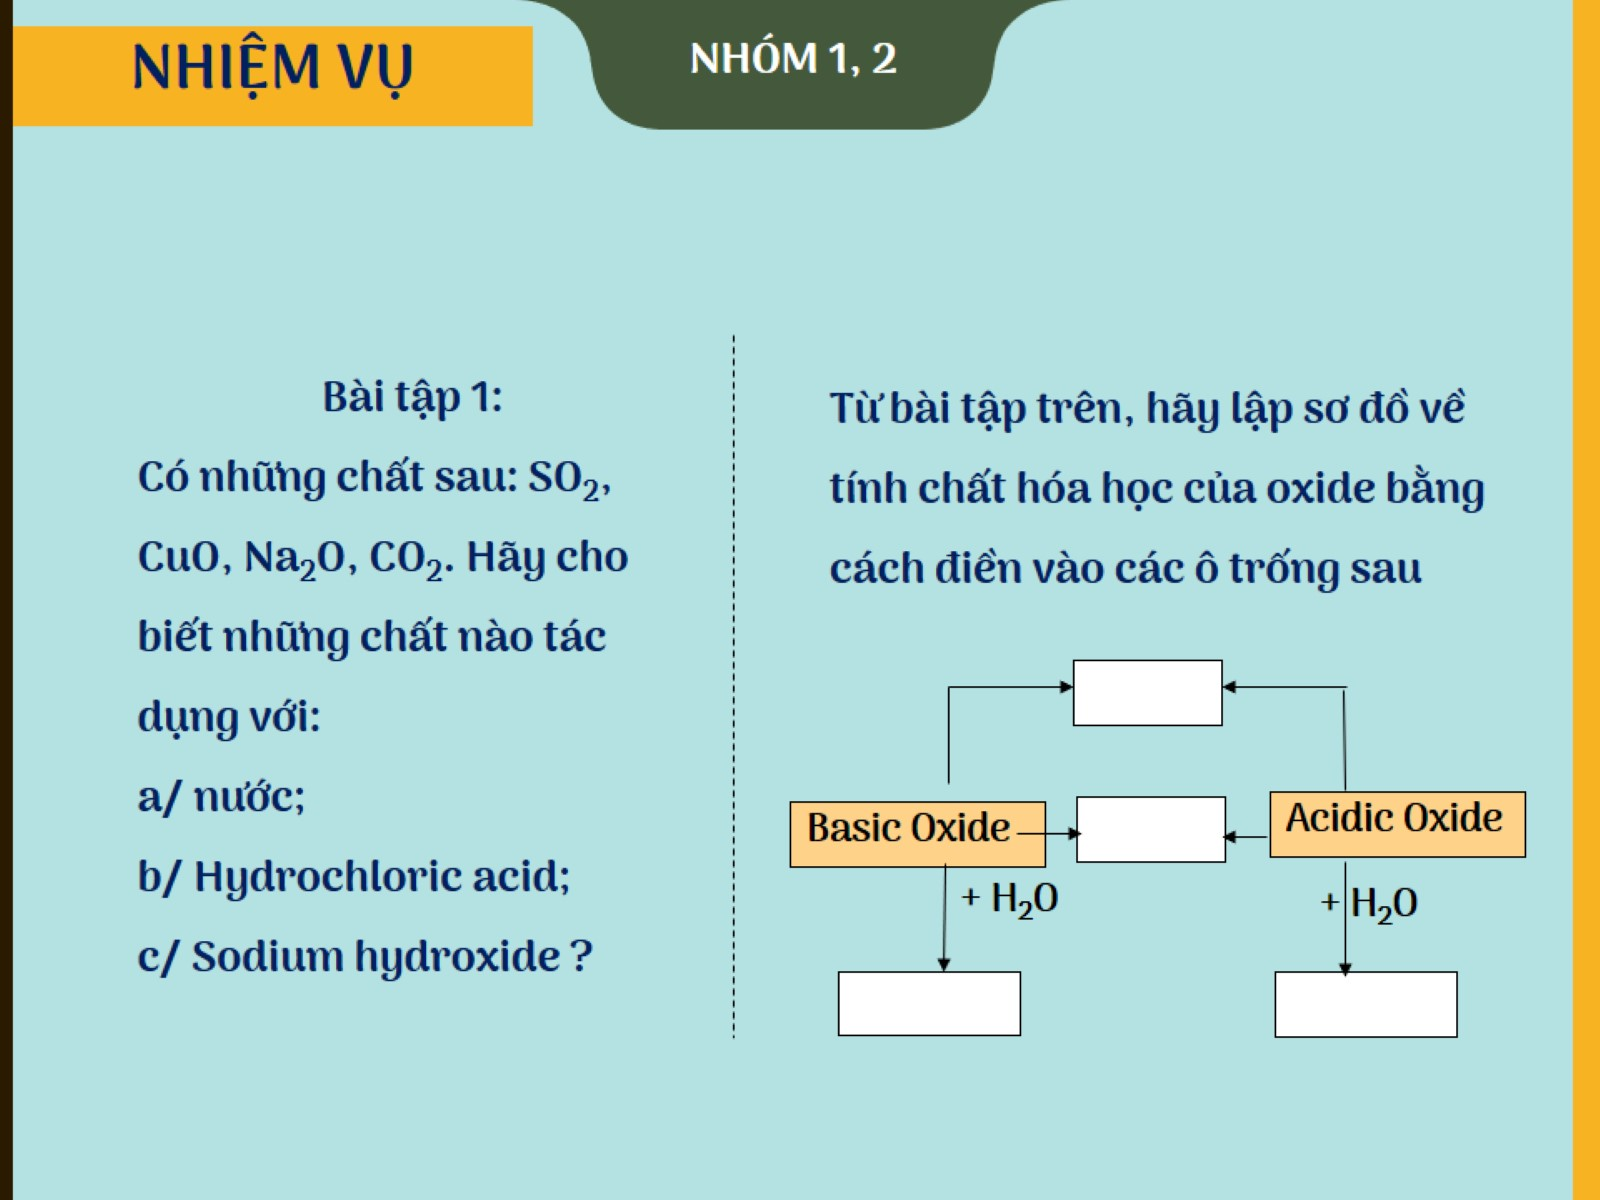 NHIỆM VỤ
NHÓM 1, 2
Bài tập 1:
Có những chất sau: SO₂,
CuO, Na₂O, CO₂. Hãy cho
biết những chất nào tác
dụng với:
a/ nước;
b/ Hydrochloric acid;
c/ Sodium hydroxide ?
Từ bài tập trên, hãy lập sơ đồ về
tính chất hóa học của oxide bằng
cách điền vào các ô trống sau
Basic Oxide
Acidic Oxide
+ H₂O
+ H₂O